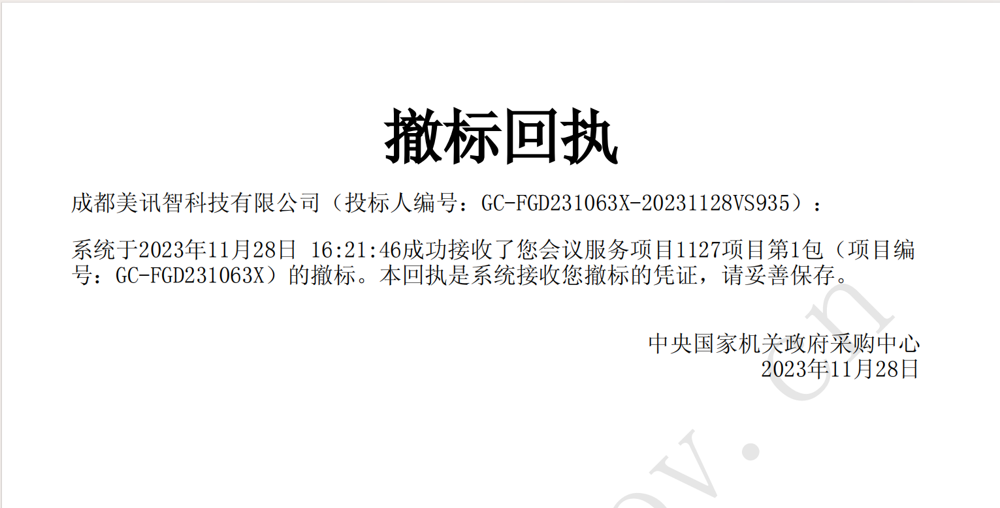 撤标回执
成都美讯智科技有限公司（投标人编号：GC-FGD231063X-20231128VS935）：
系统于2023年11月28日 16:21:46成功接收了您会议服务项目1127项目第1包（项目编
号：GC-FGD231063X）的撤标。本回执是系统接收您撤标的凭证，请妥善保存。
中央国家机关政府采购中心
2023年11月28日
ov.cn